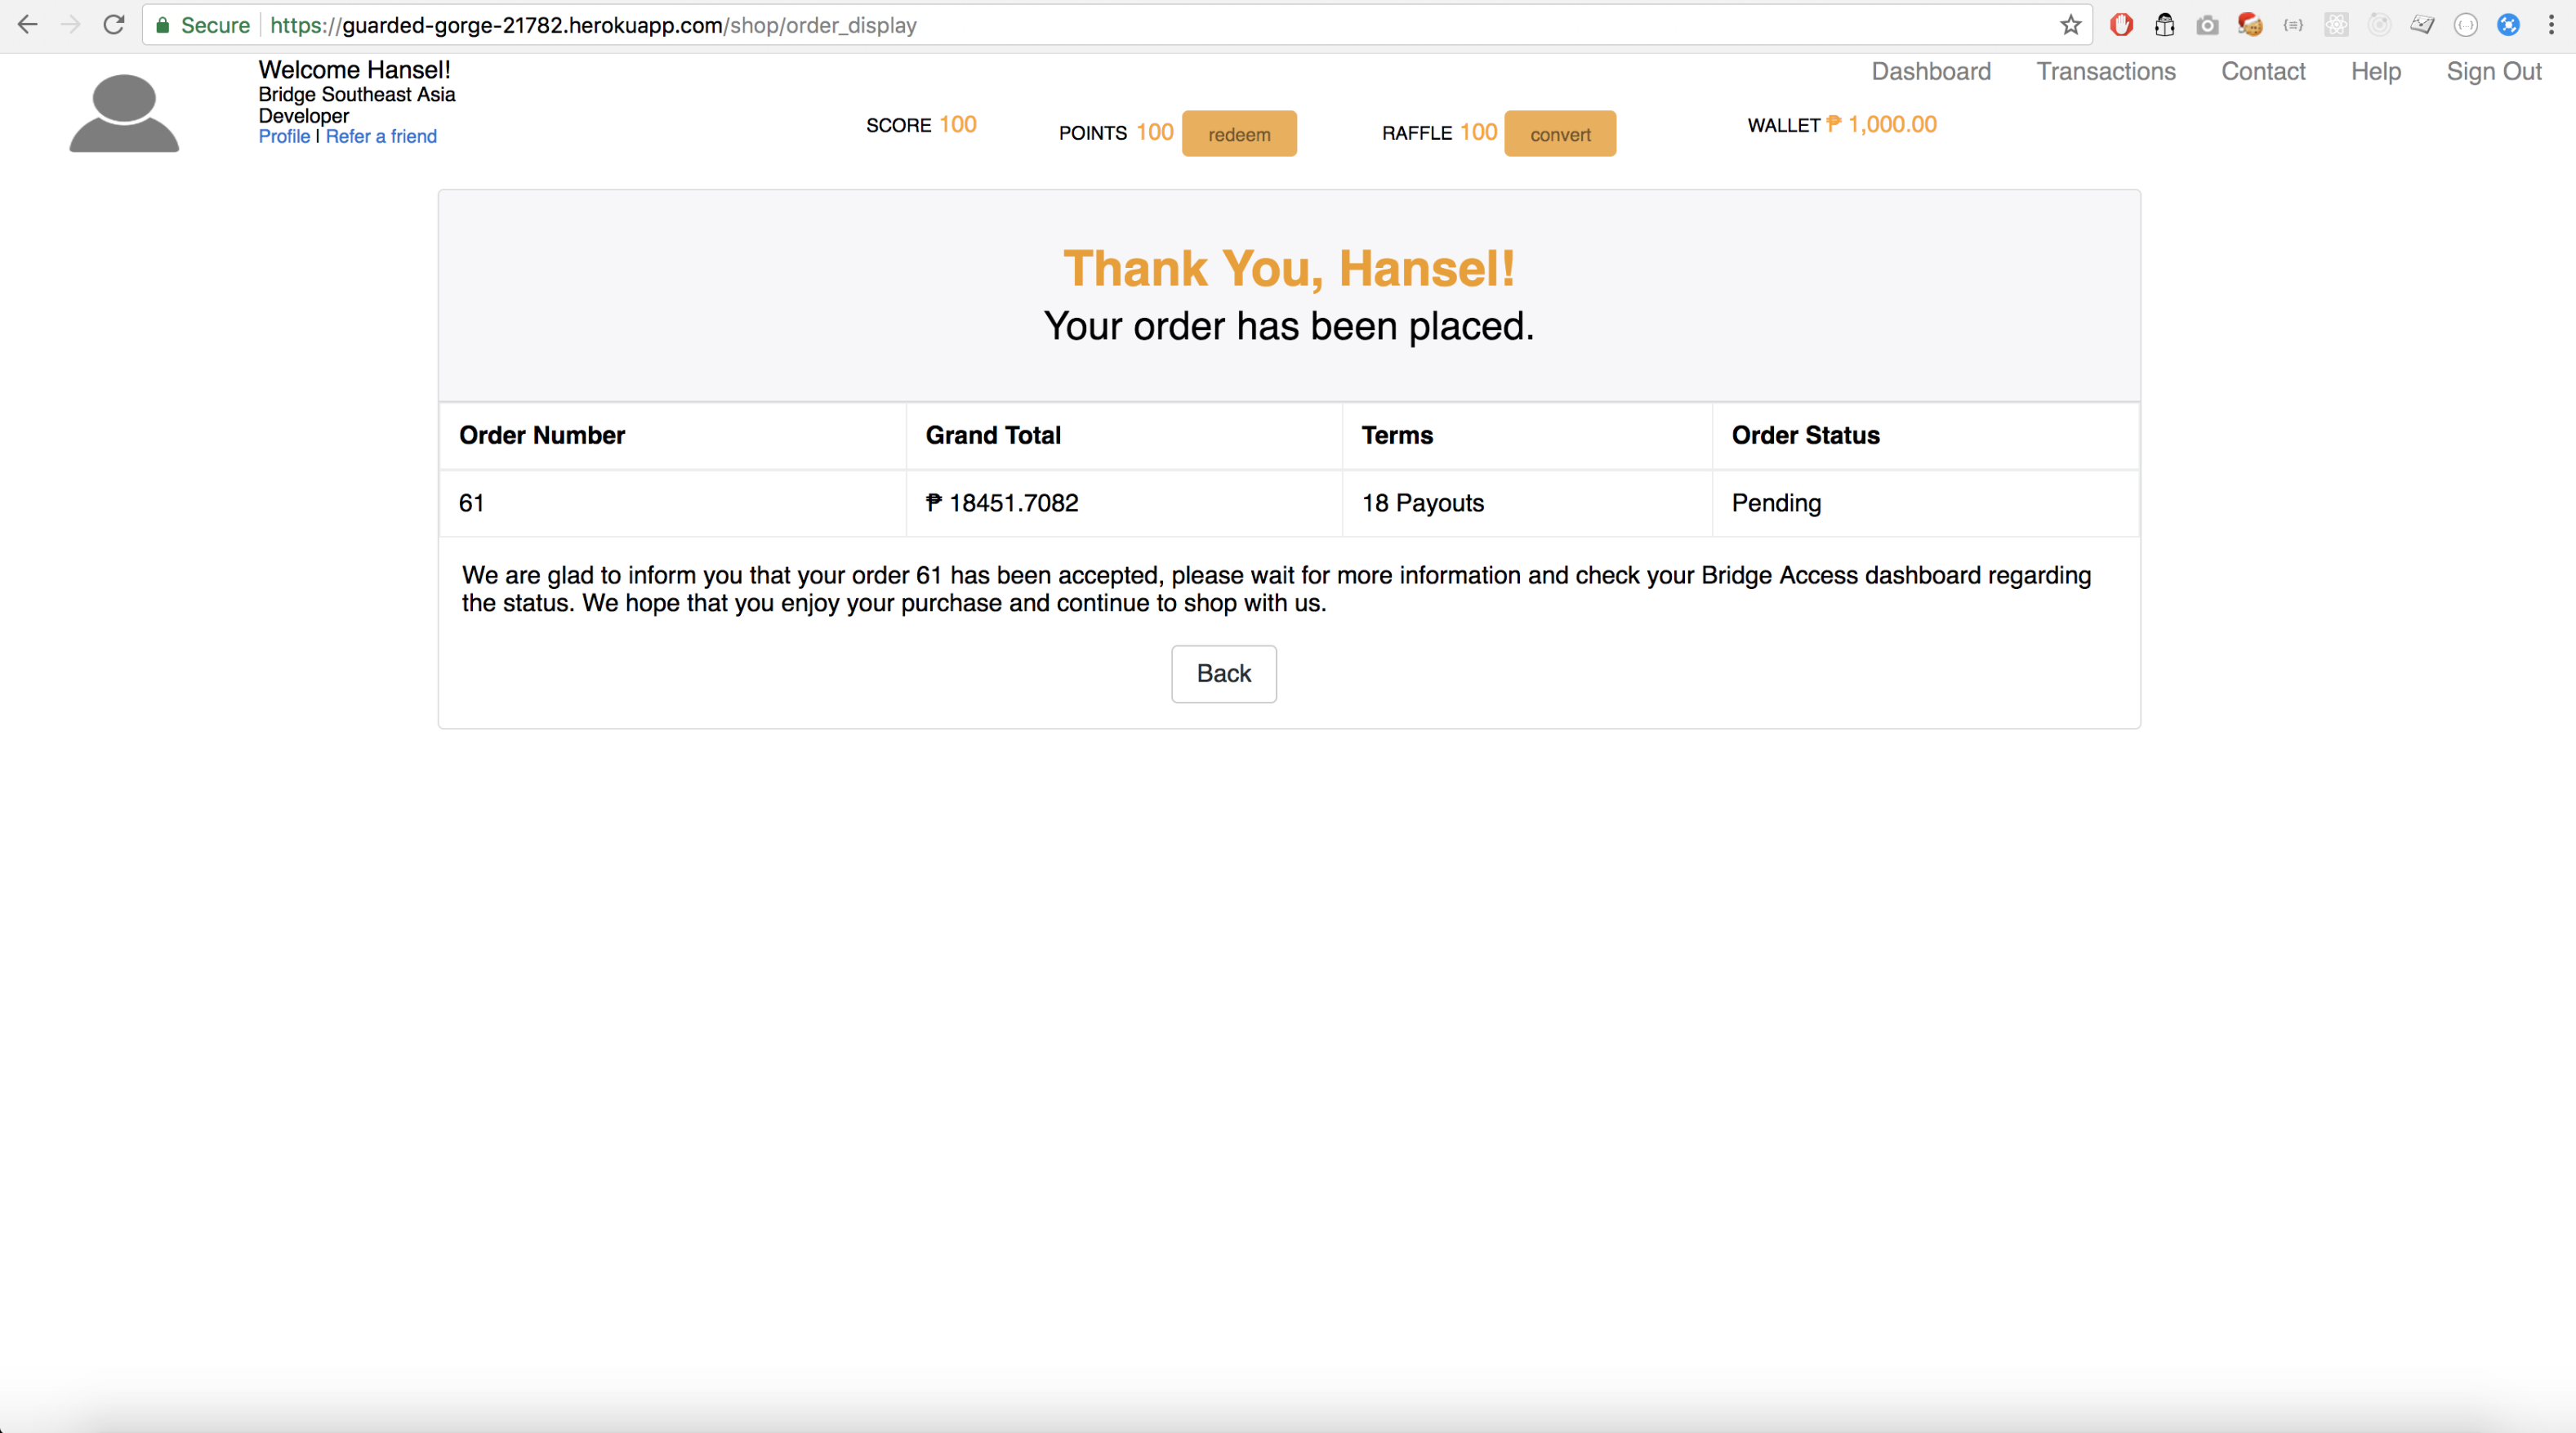 Secure https://guarded-gorge-21782.herokuapp.com/shop/order_display
Welcome Hansel!
Bridge Southeast Asia
Developer
Profile | Refer a friend
SCORE 100
POINTS 100 redeem
RAFFLE 100 convert
WALLET ₱ 1,000.00
Dashboard Transactions Contact Help Sign Out
Thank You, Hansel!
Your order has been placed.
Order Number Grand Total Terms Order Status
61 ₱ 18451.7082 18 Payouts Pending
We are glad to inform you that your order 61 has been accepted, please wait for more information and check your Bridge Access dashboard regarding
the status. We hope that you enjoy your purchase and continue to shop with us.
Back